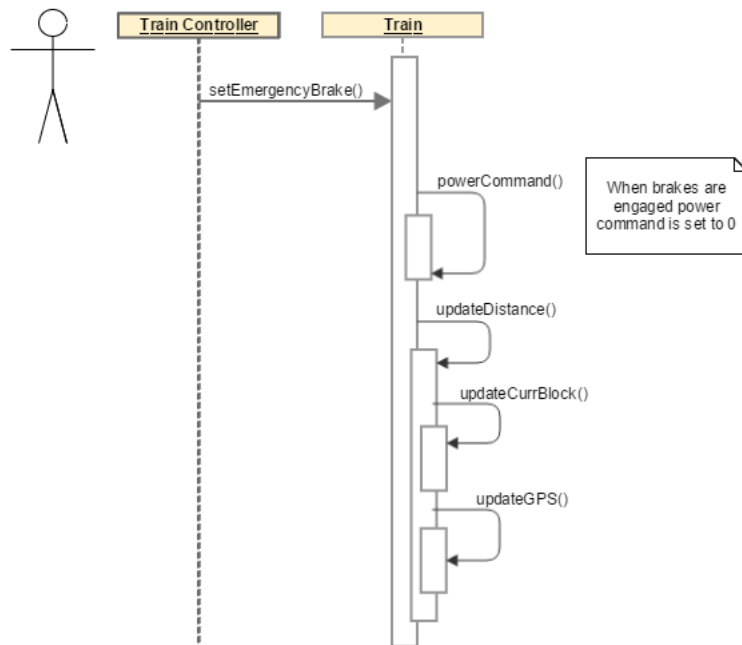 Train Controller
Train
setEmergencyBrake()
powerCommand()
When brakes are
engaged power
command is set to 0
updateDistance()
updateCurrBlock()
updateGPS()